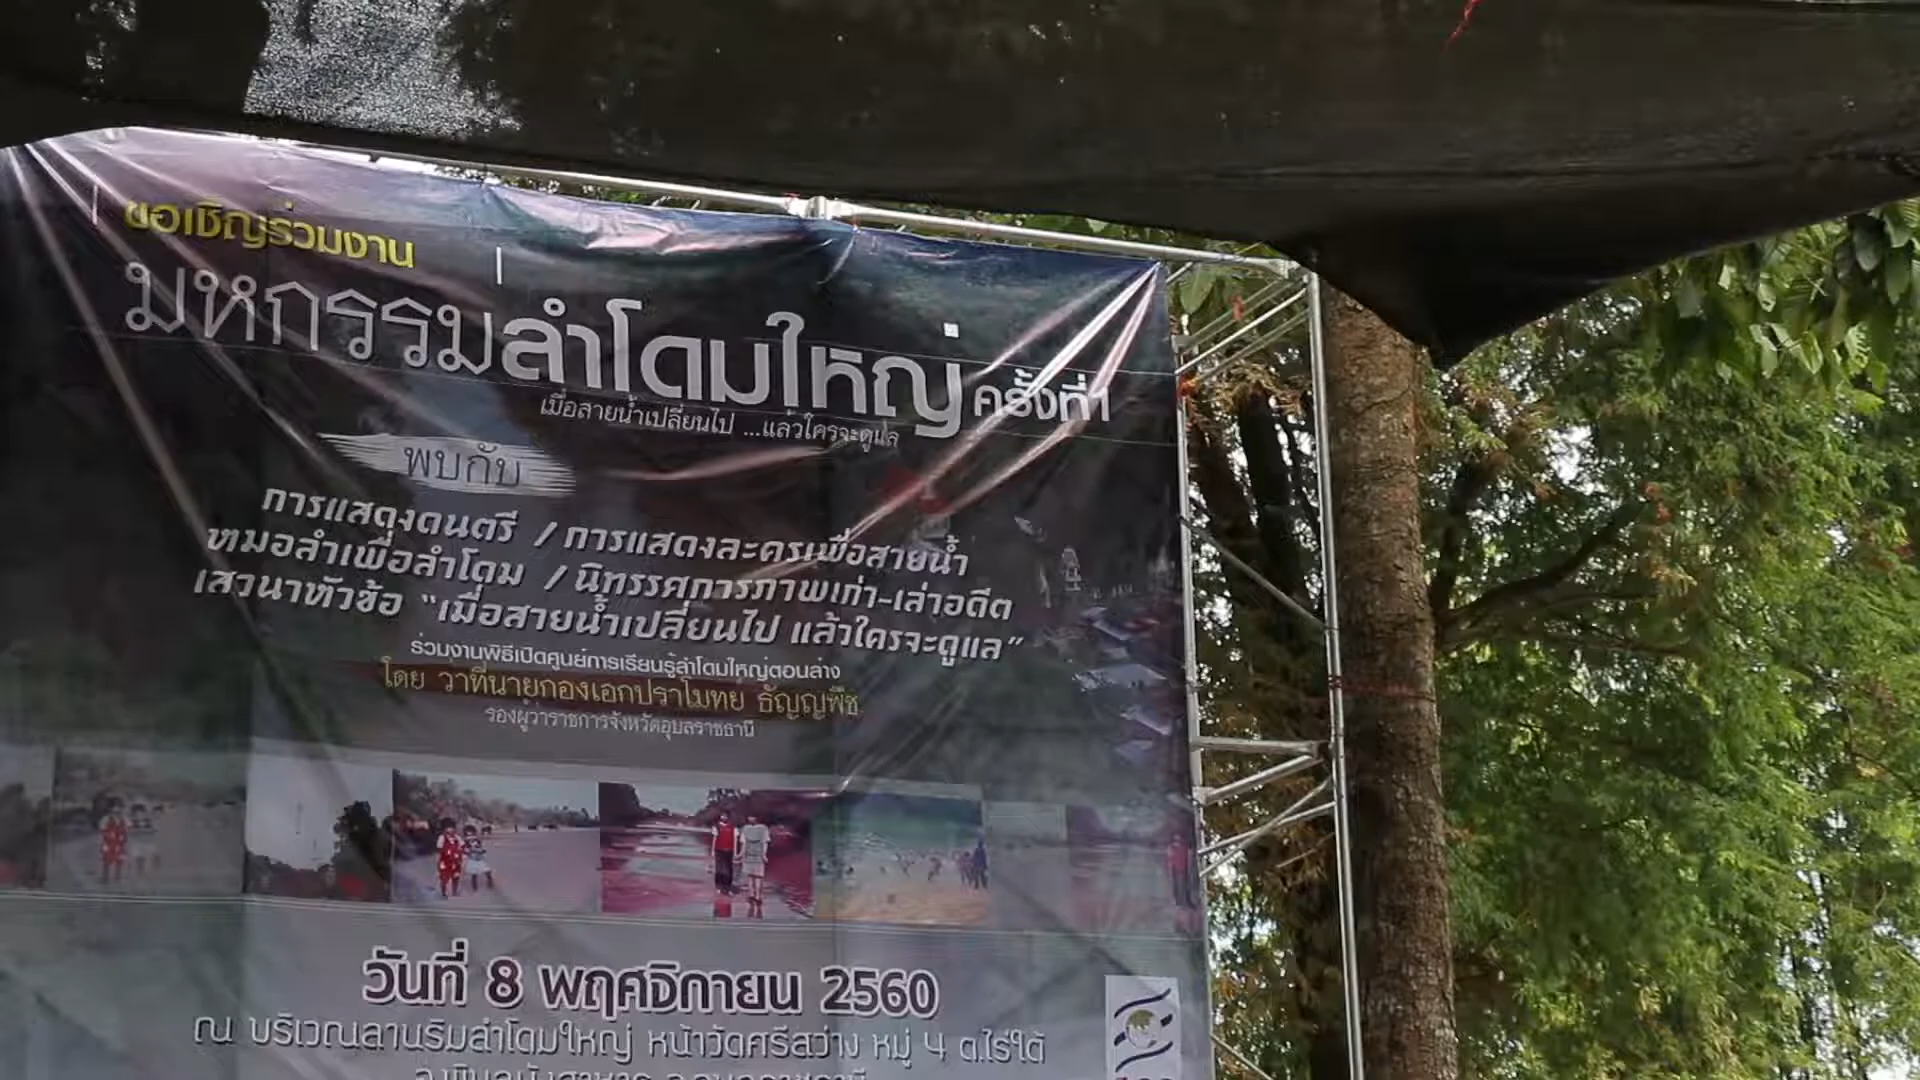 ขอเชิญร่วมงาน
มหกรรมลำโดมใหญ่ ครั้งที่1
เมื่อสายน้ำเปลี่ยนไป ...แล้วใครจะดูแล
พบกับ
การแสดงดนตรี / การแสดงละครเพื่อสายน้ำ
หมอลำเพื่อลำโดม / นิทรรศการภาพเก่า-เล่าอดีต
เสวนาหัวข้อ “เมื่อสายน้ำเปลี่ยนไป แล้วใครจะดูแล”
ร่วมงานพิธีเปิดศูนย์การเรียนรู้ลำโดมใหญ่ตอนล่าง
โดย ว่าที่นายกองเอกปราโมทย์ ธัญญพืช
รองผู้ว่าราชการจังหวัดอุบลราชธานี
วันที่ 8 พฤศจิกายน 2560
ณ บริเวณลานริมลำโดมใหญ่ หน้าวัดศรีสว่าง หมู่ 4 ต.ไร่ใต้